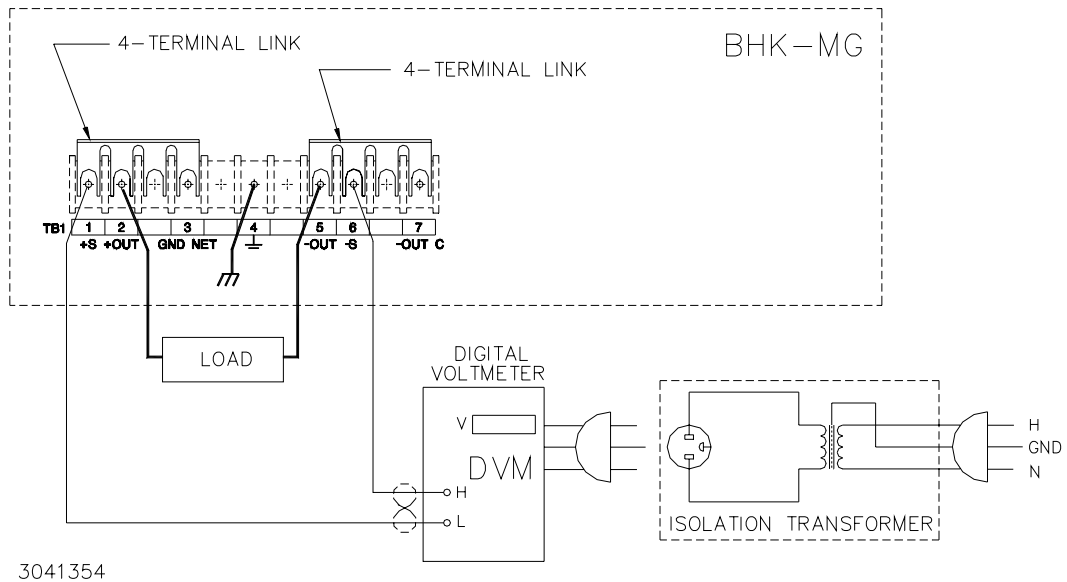 4-TERMINAL LINK
BHK-MG
4-TERMINAL LINK
TB1 1 2 3 4 5 6 7
+S +OUT GND NET -OUT -S -OUT C
LOAD
DIGITAL
VOLTMETER
V
DVM
H
L
H
GND
N
ISOLATION TRANSFORMER
3041354